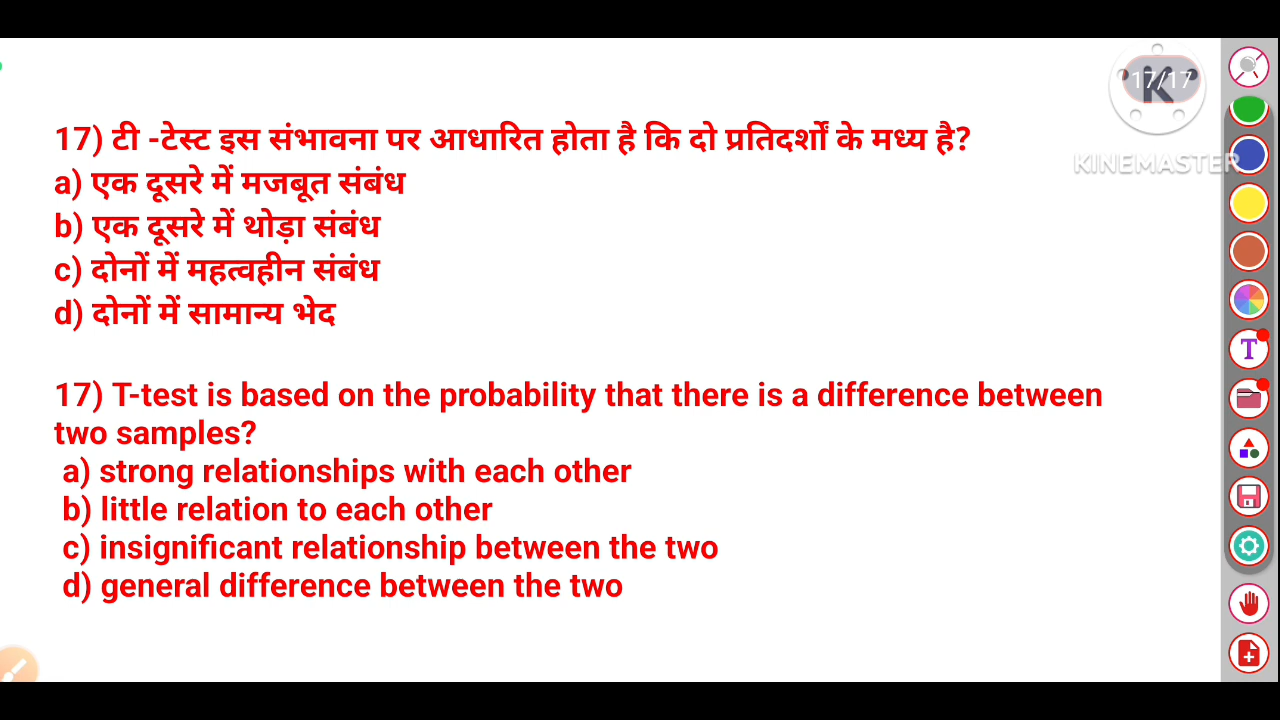 17/17
KINEMASTER
17) टी -टेस्ट इस संभावना पर आधारित होता है कि दो प्रतिदर्शों के मध्य है?
a) एक दूसरे में मजबूत संबंध
b) एक दूसरे में थोड़ा संबंध
c) दोनों में महत्वहीन संबंध
d) दोनों में सामान्य भेद
17) T-test is based on the probability that there is a difference between
two samples?
a) strong relationships with each other
b) little relation to each other
c) insignificant relationship between the two
d) general difference between the two